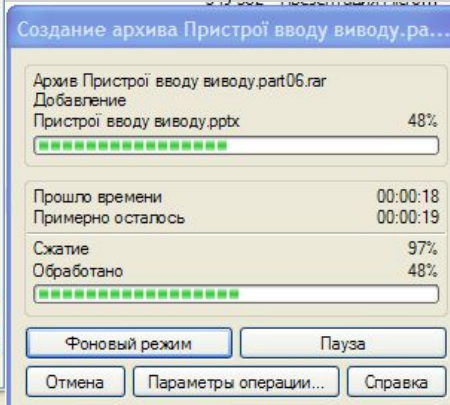 Создание архива Пристрої вводу виводу.pa...
Архив Пристрої вводу виводу.part06.rar
Добавление
Пристрої вводу виводу.pptx 48%
Прошло времени 00:00:18
Примерно осталось 00:00:19
Сжатие 97%
Обработано 48%
Фоновый режим Пауза
Отмена Параметры операции... Справка